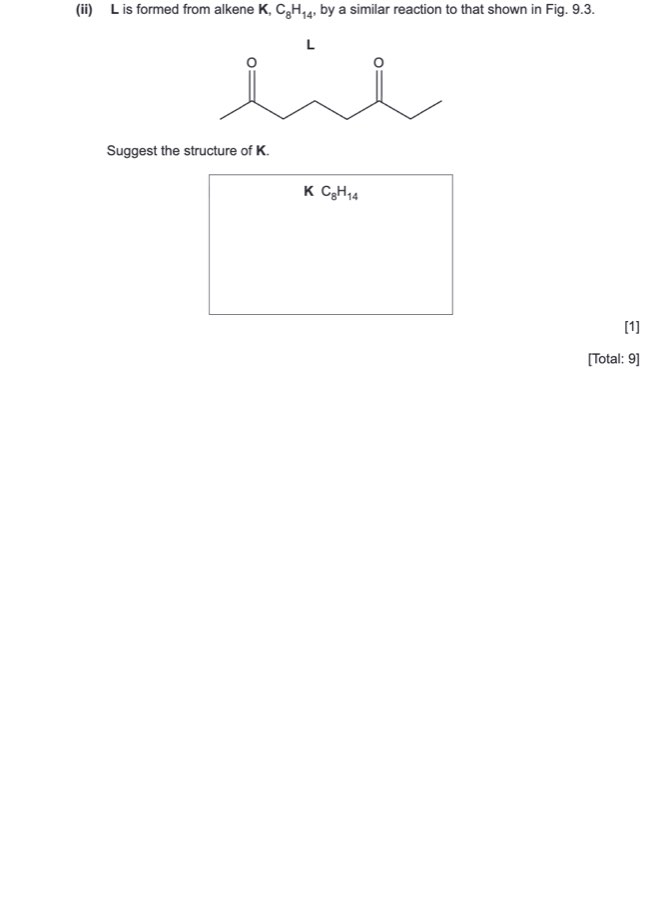 (ii) L is formed from alkene K, C₈H₁₄, by a similar reaction to that shown in Fig. 9.3.
L
O O
Suggest the structure of K.
K C₈H₁₄
[1]
[Total: 9]